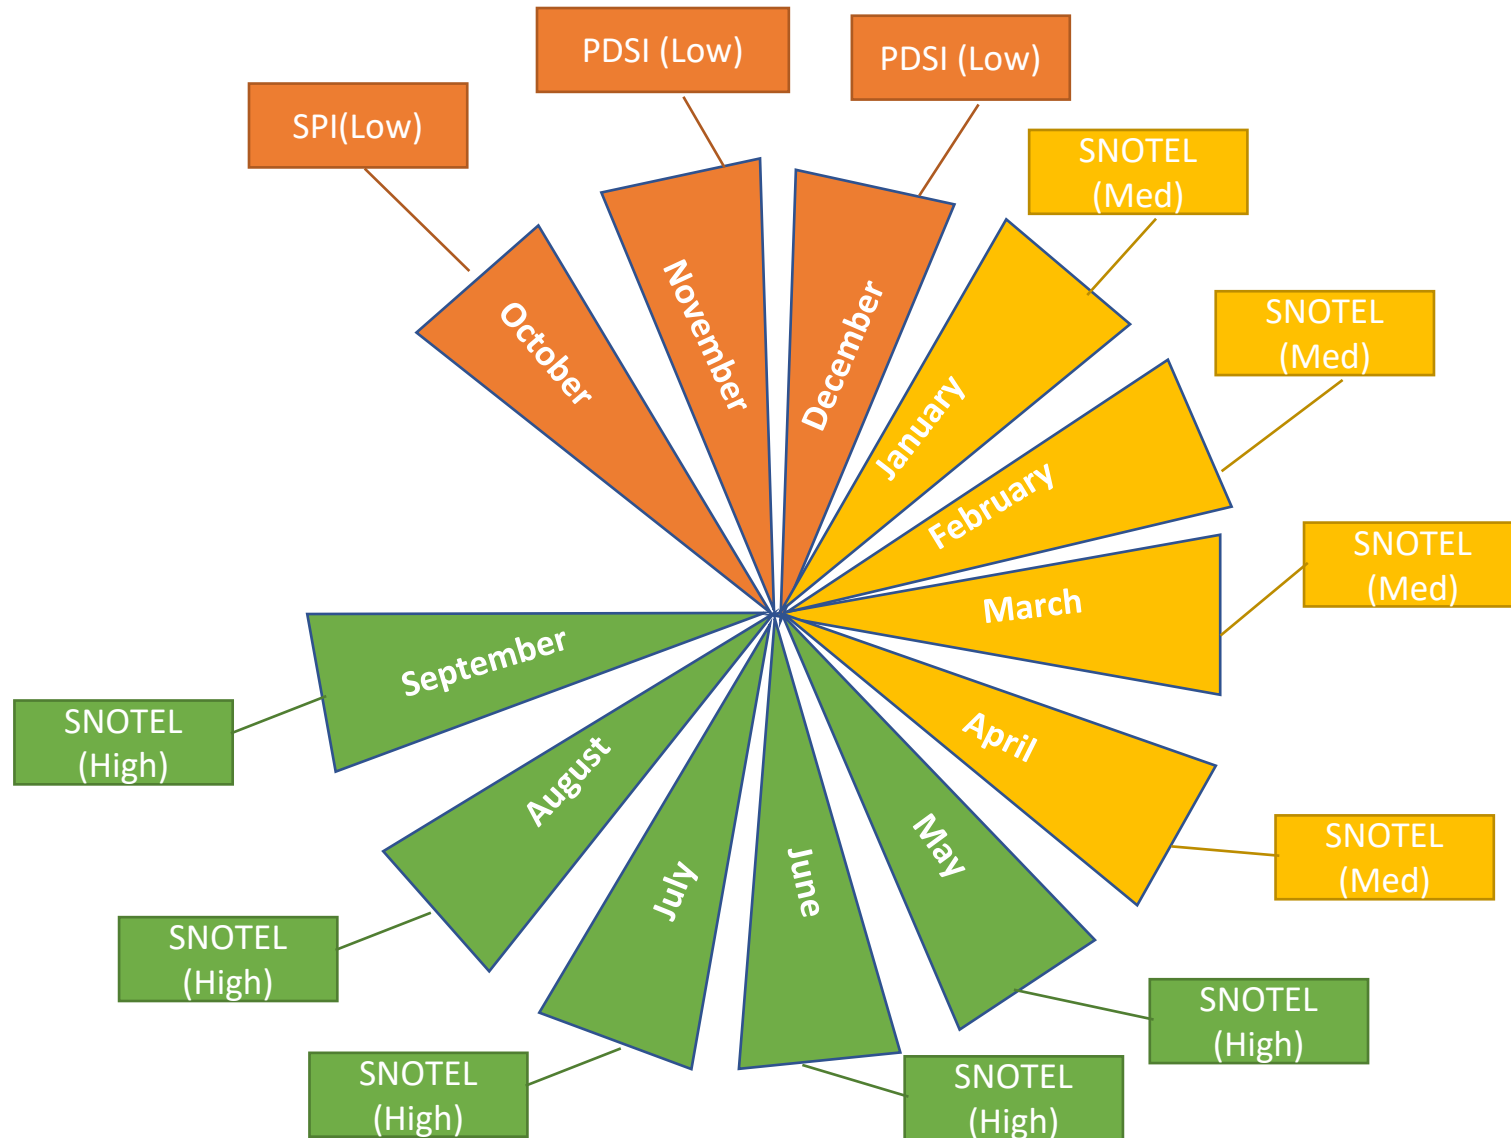 PDSI (Low)
PDSI (Low)
SPI(Low)
SNOTEL
(Med)
SNOTEL
(Med)
SNOTEL
(Med)
SNOTEL
(Med)
SNOTEL
(High)
SNOTEL
(High)
SNOTEL
(High)
SNOTEL
(High)
SNOTEL
(High)
October
November
December
January
February
March
April
May
June
July
August
September